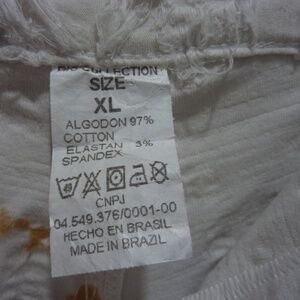 COLLECTION
SIZE
XL
ALGODON 97%
COTTON
ELASTAN 3%
SPANDEX
CNPJ
04.549.376/0001-00
HECHO EN BRASIL
MADE IN BRAZIL